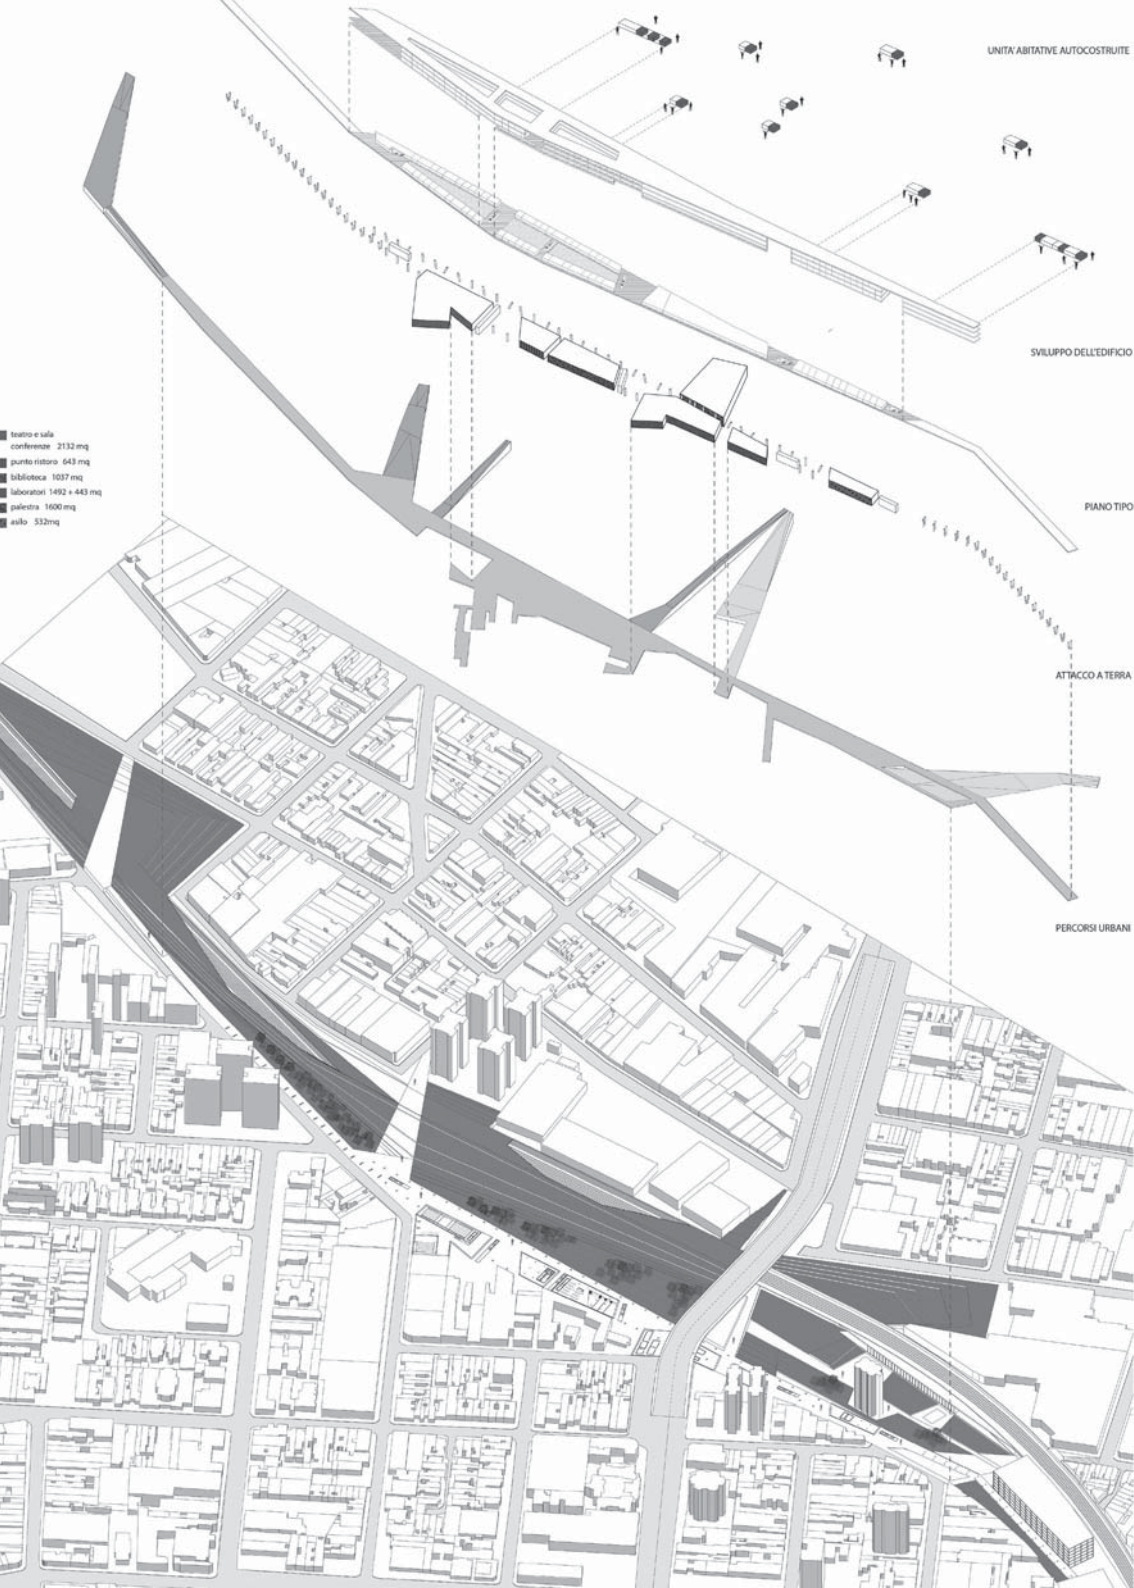 UNITA' ABITATIVE AUTOCOSTRUITE
SVILUPPO DELL'EDIFICIO
teatro e sala
conferenze 2132 mq
punto ristoro 643 mq
biblioteca 1037 mq
laboratori 1492 + 443 mq
palestra 1600 mq
asilo 532mq
PIANO TIPO
ATTACCO A TERRA
PERCORSI URBANI